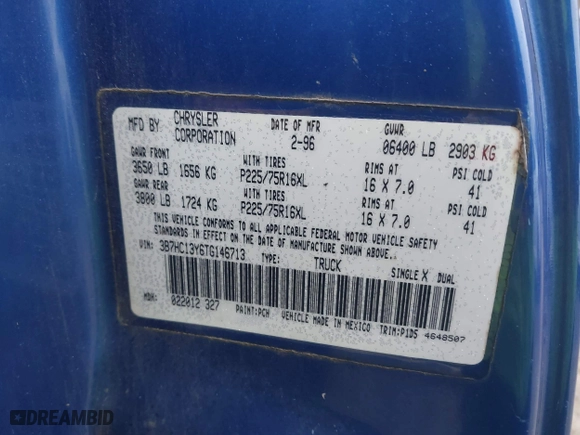 MFD BY CHRYSLER CORPORATION DATE OF MFR 2-96 GVWR 06400 LB 2903 KG
GAWR FRONT WITH TIRES RIMS AT PSI COLD
3650 LB 1656 KG P225/75R16XL 16 X 7.0 41
GAWR REAR WITH TIRES RIMS AT PSI COLD
3800 LB 1724 KG P225/75R16XL 16 X 7.0 41
THIS VEHICLE CONFORMS TO ALL APPLICABLE FEDERAL MOTOR VEHICLE SAFETY
STANDARDS IN EFFECT ON THE DATE OF MANUFACTURE SHOWN ABOVE.
VIN: 3B7HC13Y6TG146713 TYPE: TRUCK SINGLE X DUAL
MDH: 022012 327 PAINT:PCH VEHICLE MADE IN MEXICO TRIM:P1D5 4648507
DREAMBID